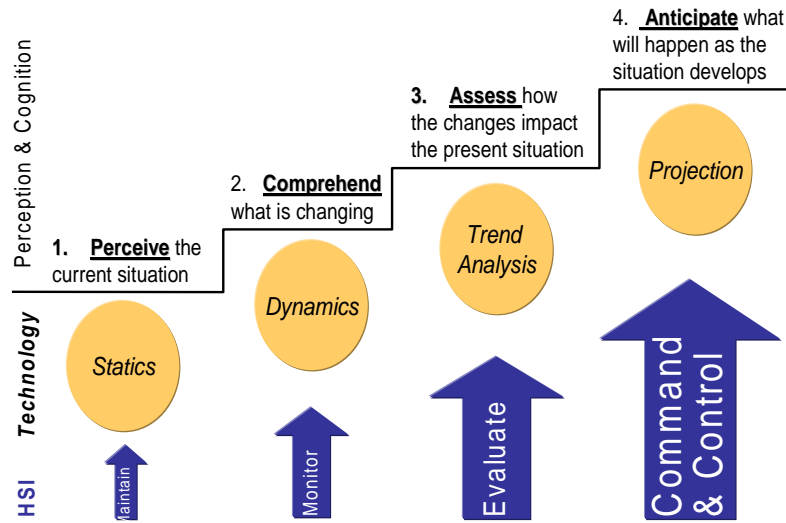 4. Anticipate what
will happen as the
situation develops
3. Assess how
the changes impact
the present situation
2. Comprehend
what is changing
1. Perceive the
current situation
Perception & Cognition
Projection
Trend
Analysis
Dynamics
Statics
Technology
HSI
Maintain
Monitor
Evaluate
Command
& Control